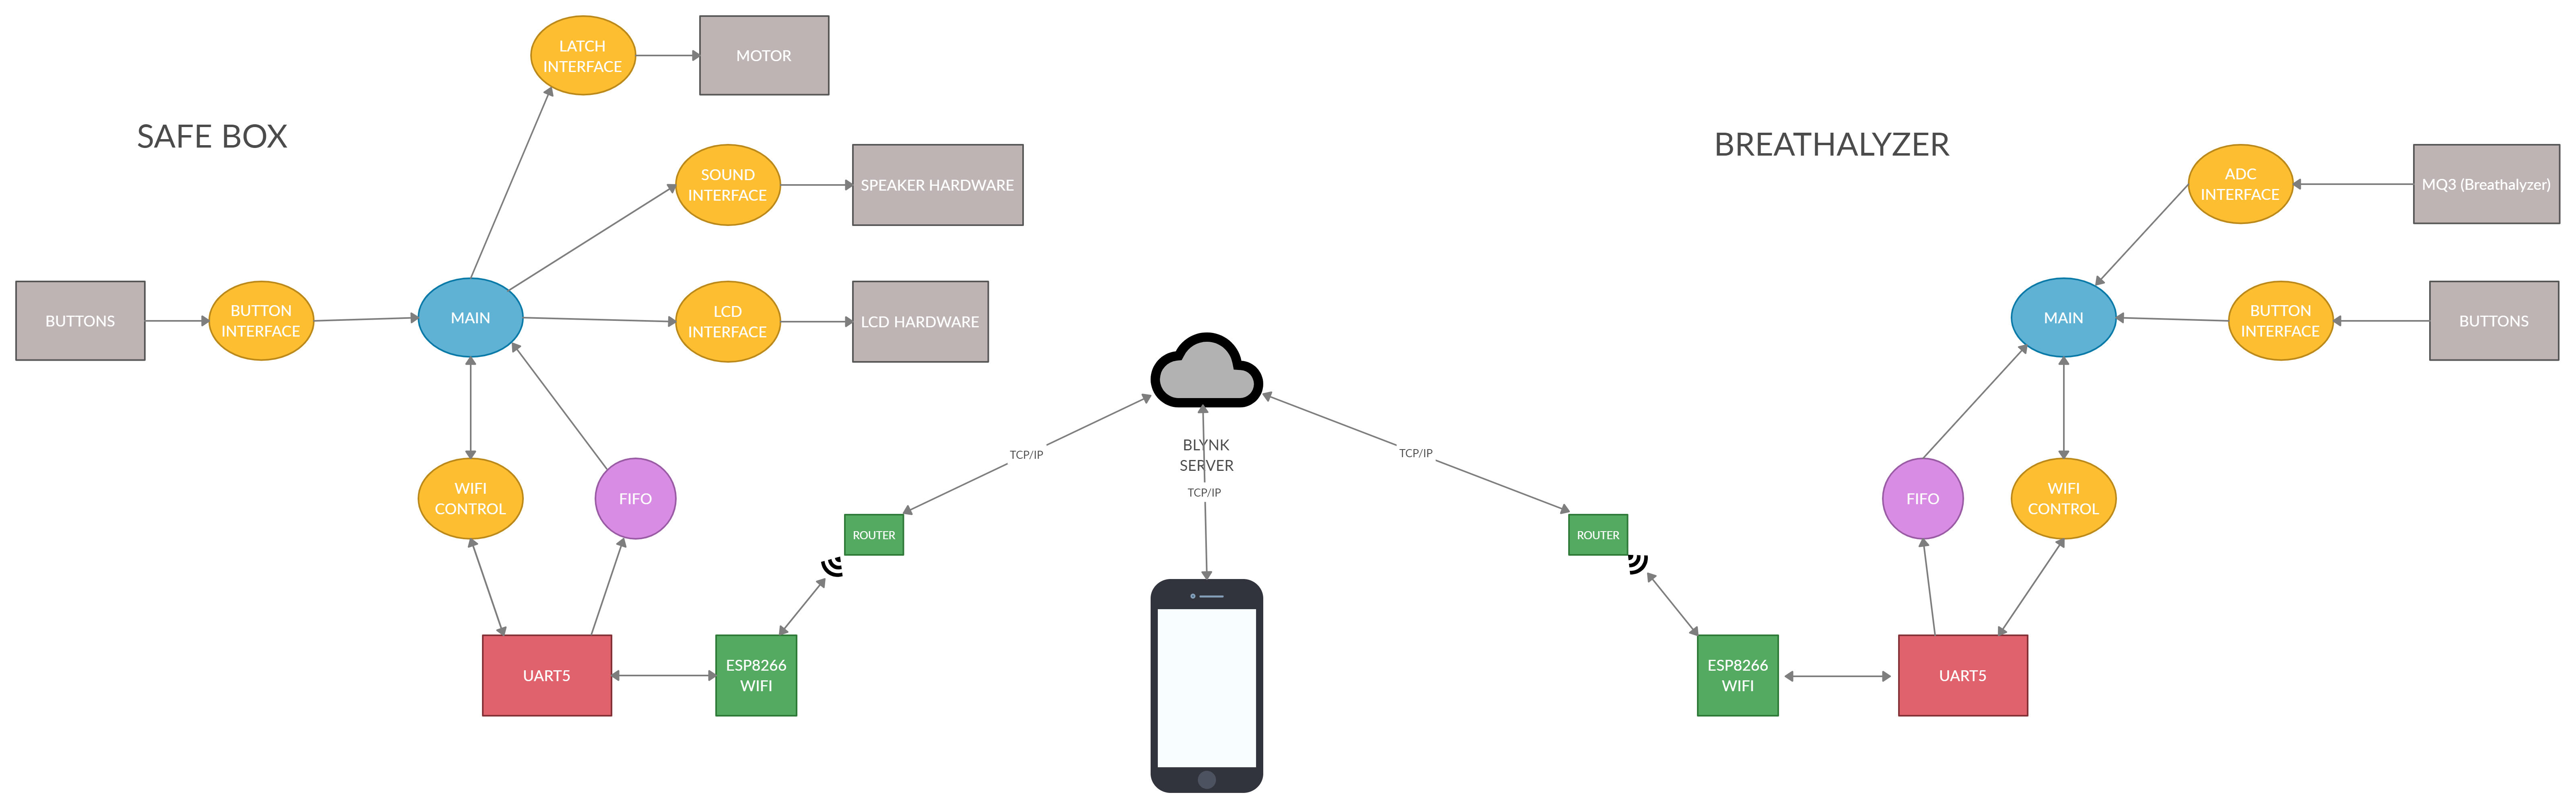 LATCH
INTERFACE
MOTOR
SAFE BOX
SOUND
INTERFACE
SPEAKER HARDWARE
BUTTONS
BUTTON
INTERFACE
MAIN
LCD
INTERFACE
LCD HARDWARE
WIFI
CONTROL
FIFO
UART5
ESP8266
WIFI
ROUTER
TCP/IP
BLYNK
SERVER
TCP/IP
TCP/IP
ROUTER
BREATHALYZER
ADC
INTERFACE
MQ3 (Breathalyzer)
MAIN
BUTTON
INTERFACE
BUTTONS
FIFO
WIFI
CONTROL
ESP8266
WIFI
UART5